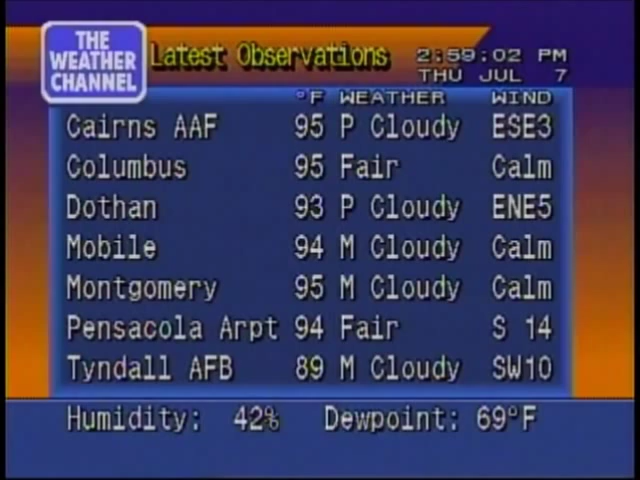 THE
WEATHER
CHANNEL
Latest Observations
2:59:02 PM
THU JUL 7
°F WEATHER WIND
Cairns AAF 95 P Cloudy ESE3
Columbus 95 Fair Calm
Dothan 93 P Cloudy ENE5
Mobile 94 M Cloudy Calm
Montgomery 95 M Cloudy Calm
Pensacola Arpt 94 Fair S 14
Tyndall AFB 89 M Cloudy SW10
Humidity: 42% Dewpoint: 69°F